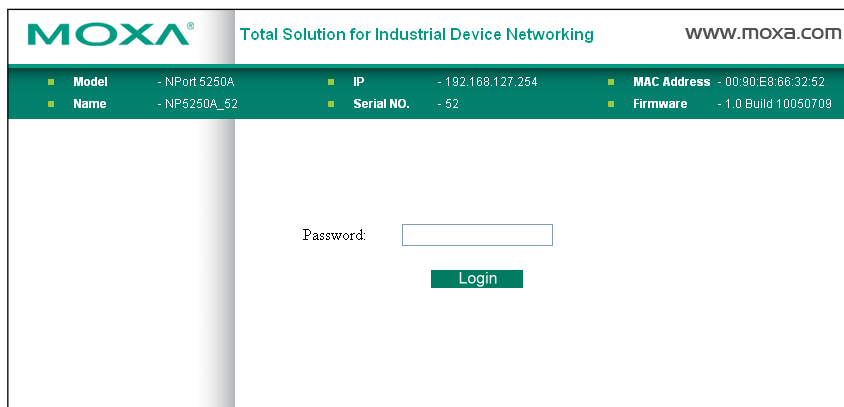 MOXA® Total Solution for Industrial Device Networking www.moxa.com
Model - NPort 5250A IP - 192.168.127.254 MAC Address - 00:90:E8:66:32:52
Name - NP5250A_52 Serial NO. - 52 Firmware - 1.0 Build 10050709
Password:
Login